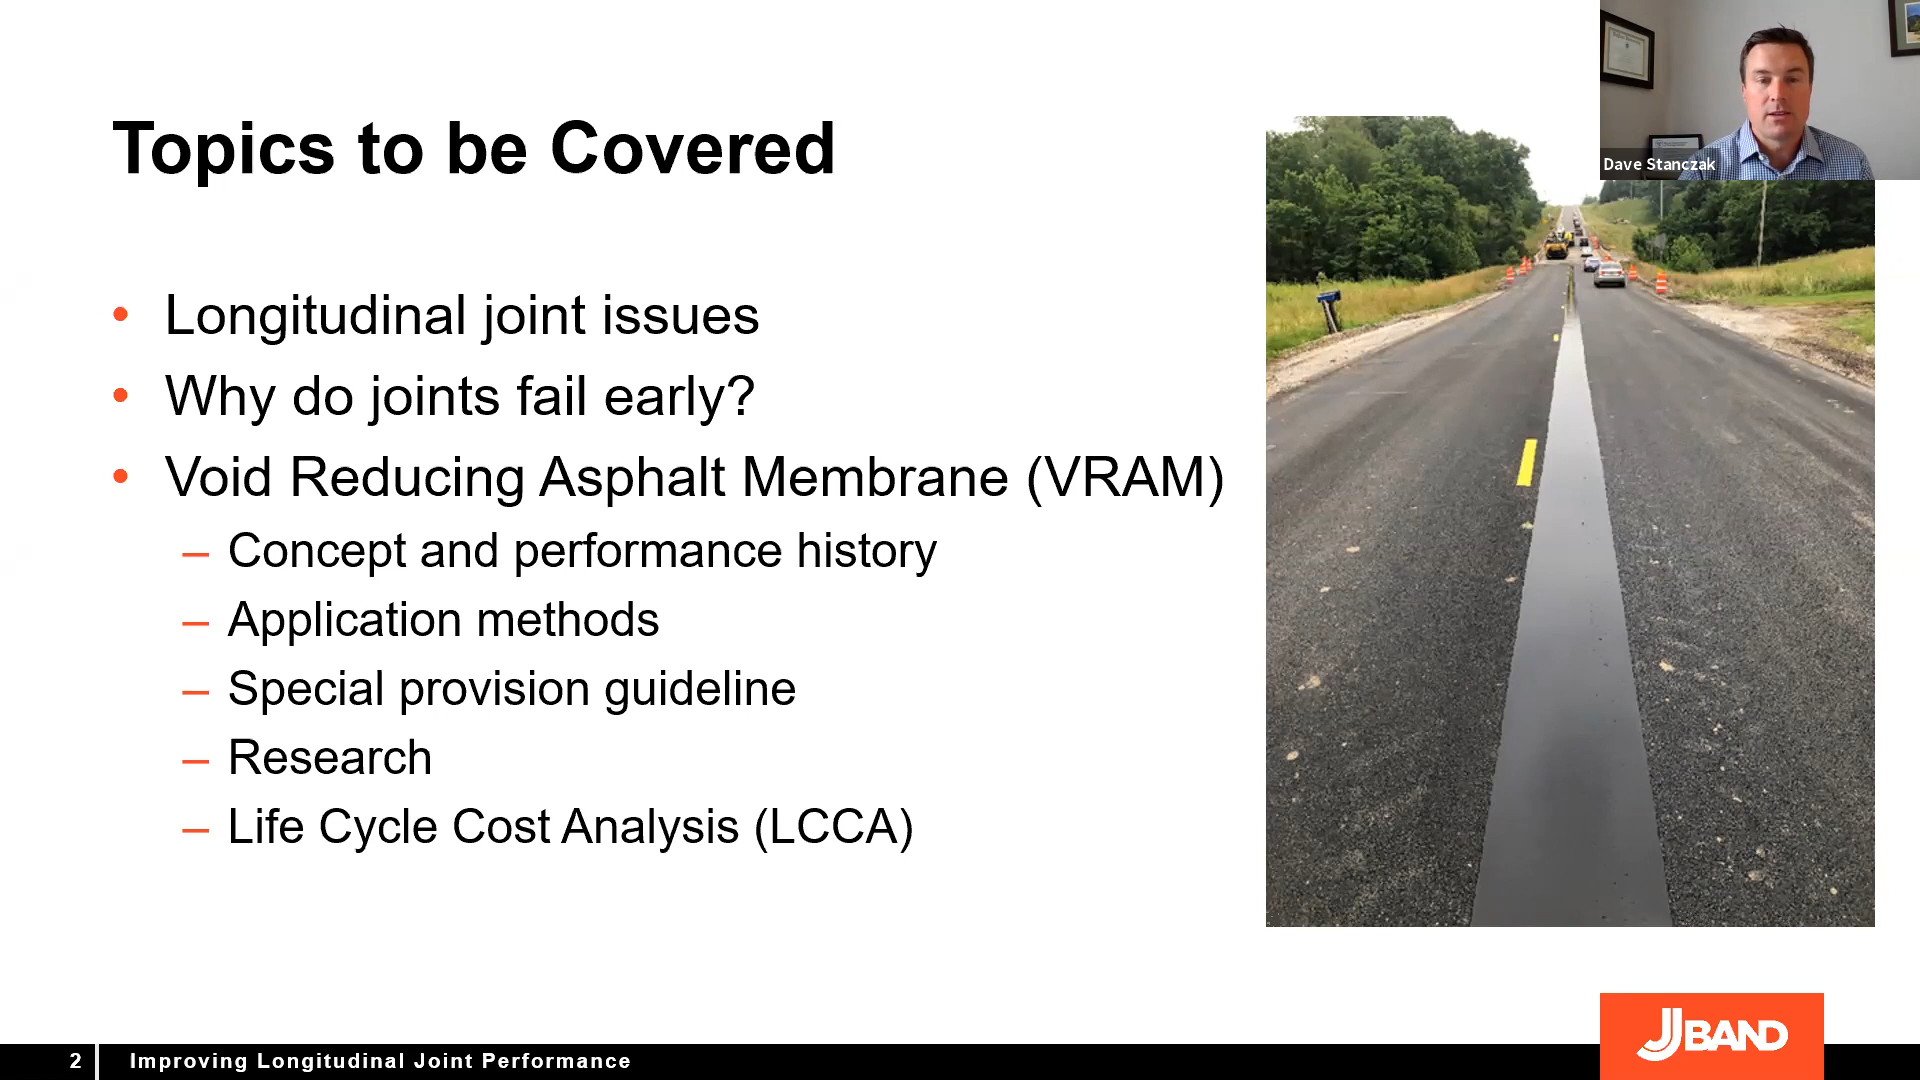 Topics to be Covered
Dave Stanczak
• Longitudinal joint issues
• Why do joints fail early?
• Void Reducing Asphalt Membrane (VRAM)
– Concept and performance history
– Application methods
– Special provision guideline
– Research
– Life Cycle Cost Analysis (LCCA)
JBAND
2 Improving Longitudinal Joint Performance